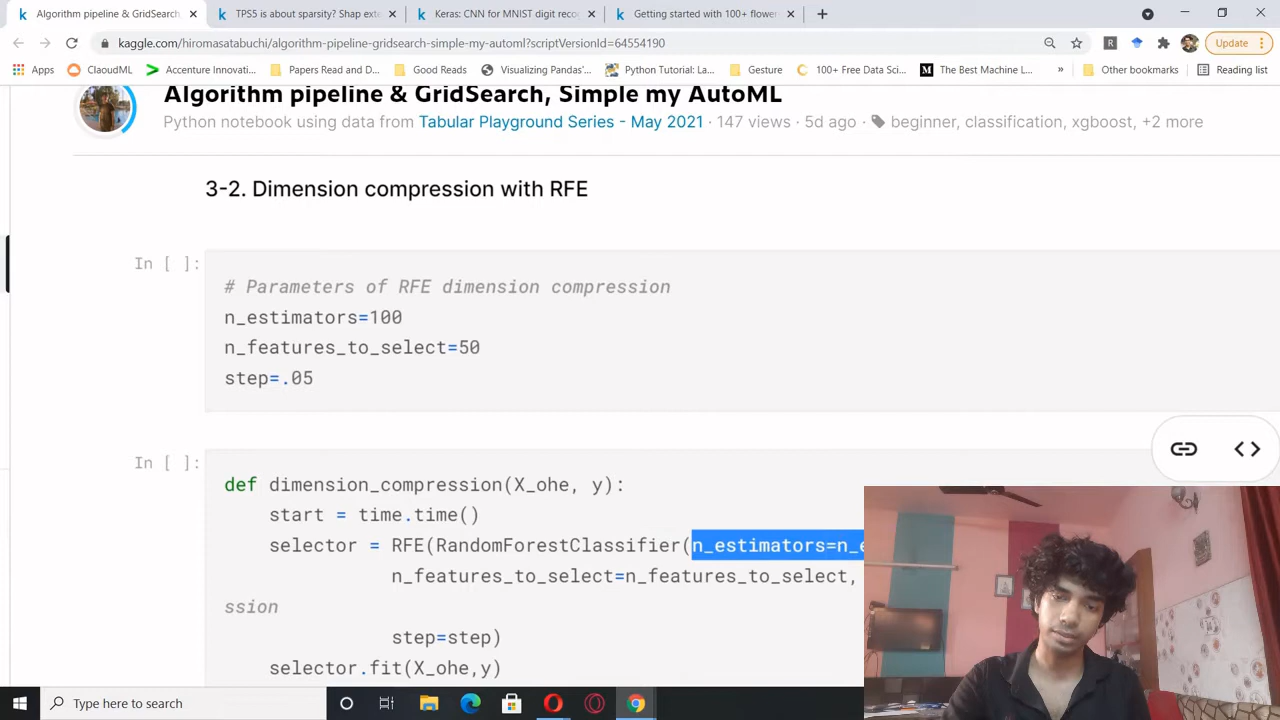 Algorithm pipeline & GridSearch, 
TPS5 is about sparsity? Shap exte
Keras: CNN for MNIST digit reco
Getting started with 100+ flower
kaggle.com/hiromasatabuchi/algorithm-pipeline-gridsearch-simple-my-automl?scriptVersionId=64554190
R
Update
Apps
ClaoudML
Accenture Innovati...
Papers Read and D...
Good Reads
Visualizing Pandas'...
Python Tutorial: La...
Gesture
100+ Free Data Sci...
The Best Machine L...
»
Other bookmarks
Reading list
Algorithm pipeline & GridSearch, Simple my AutoML
Python notebook using data from Tabular Playground Series - May 2021 · 147 views · 5d ago · beginner, classification, xgboost, +2 more
3-2. Dimension compression with RFE
In [ ]:
# Parameters of RFE dimension compression
n_estimators=100
n_features_to_select=50
step=.05
In [ ]:
def dimension_compression(X_ohe, y):
start = time.time()
selector = RFE(RandomForestClassifier(n_estimators=n_e
n_features_to_select=n_features_to_select,
ssion
step=step)
selector.fit(X_ohe,y)
Type here to search